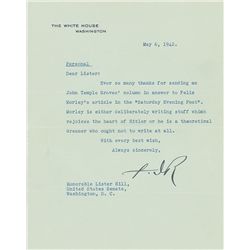 THE WHITE HOUSE
WASHINGTON
May 6, 1942.
Personal
Dear Lister:
Ever so many thanks for sending me
John Temple Graves' column in answer to Felix
Morley's article in the "Saturday Evening Post".
Morley is either deliberately writing stuff which
rejoices the heart of Hitler or he is a theoretical
dreamer who ought not to write at all.
With every best wish,
Always sincerely,
Honorable Lister Hill,
United States Senate,
Washington, D. C.